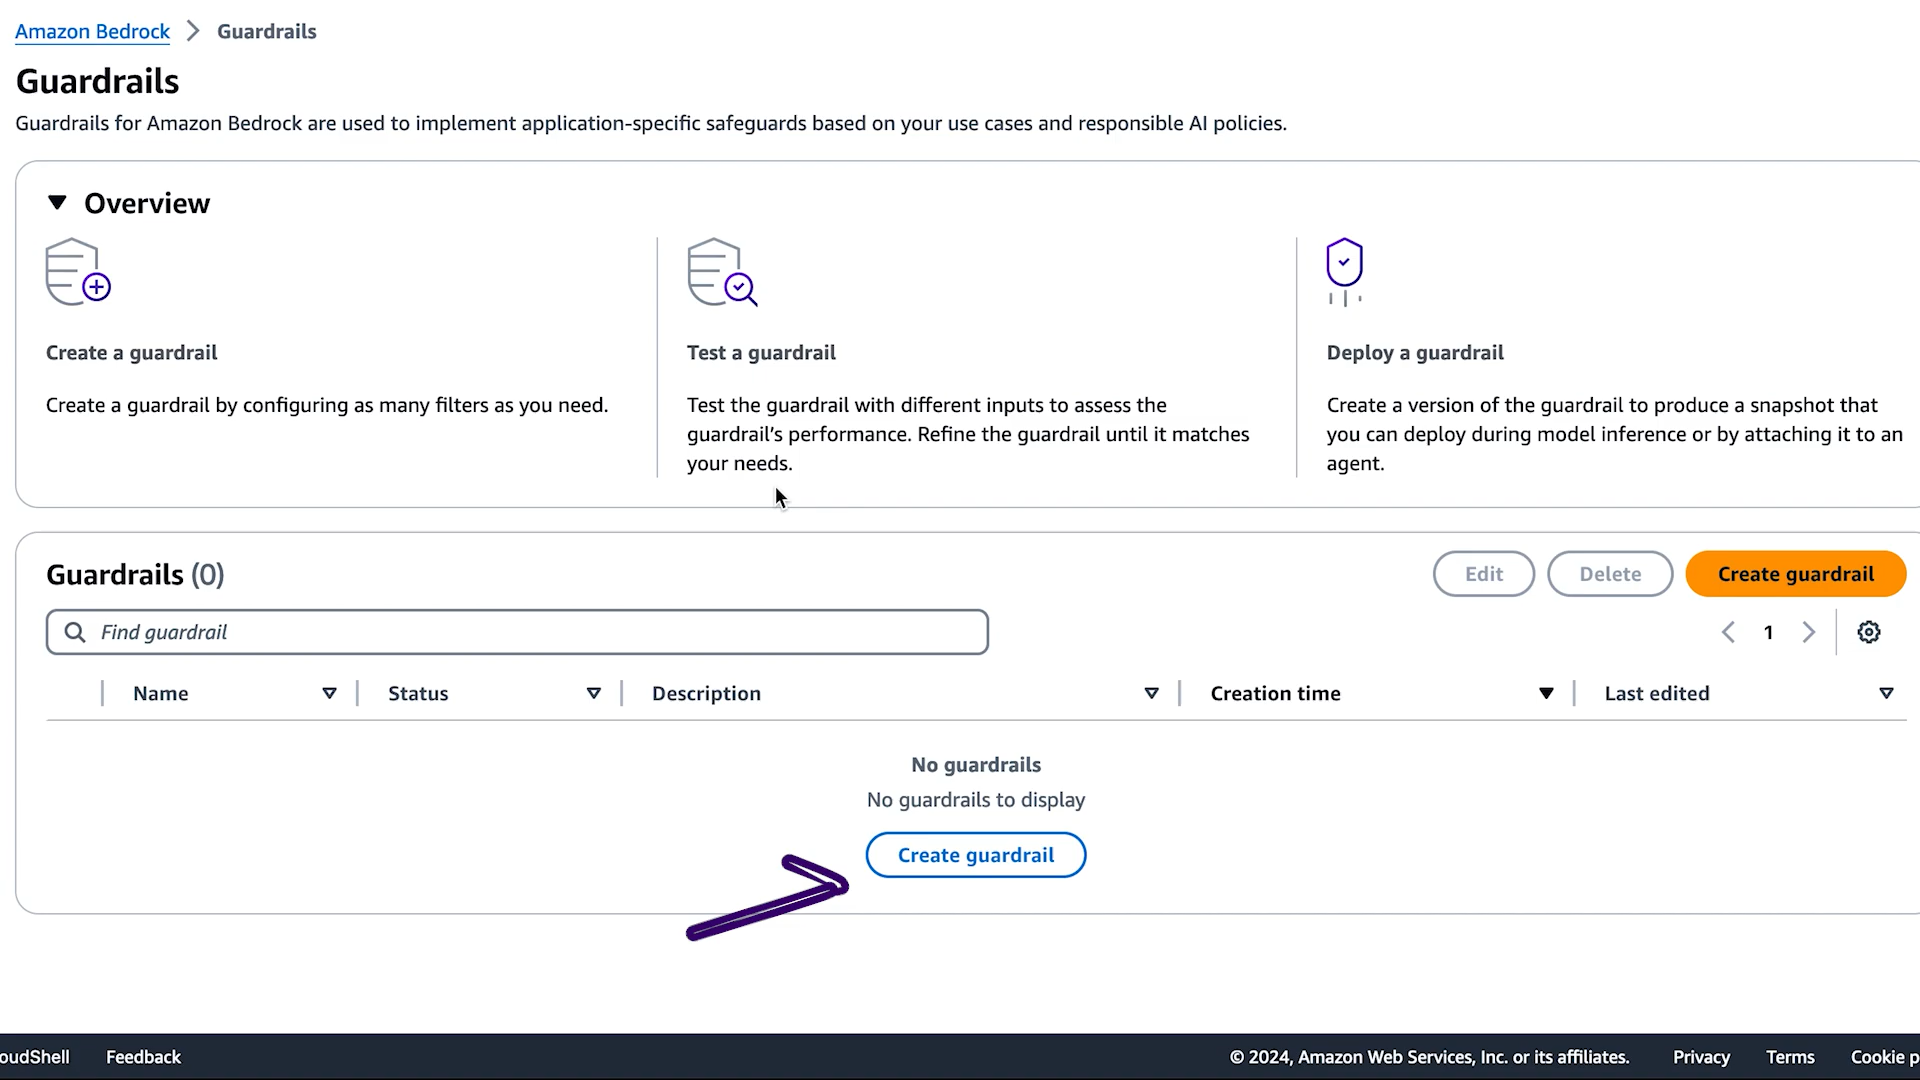 Amazon Bedrock > Guardrails
Guardrails
Guardrails for Amazon Bedrock are used to implement application-specific safeguards based on your use cases and responsible AI policies.
Overview
Create a guardrail
Create a guardrail by configuring as many filters as you need.
Test a guardrail
Test the guardrail with different inputs to assess the
guardrail's performance. Refine the guardrail until it matches
your needs.
Deploy a guardrail
Create a version of the guardrail to produce a snapshot that
you can deploy during model inference or by attaching it to an
agent.
Guardrails (0) Edit Delete Create guardrail
Find guardrail 1
Name Status Description Creation time Last edited
No guardrails
No guardrails to display
Create guardrail
oudShell Feedback © 2024, Amazon Web Services, Inc. or its affiliates. Privacy Terms Cookie p